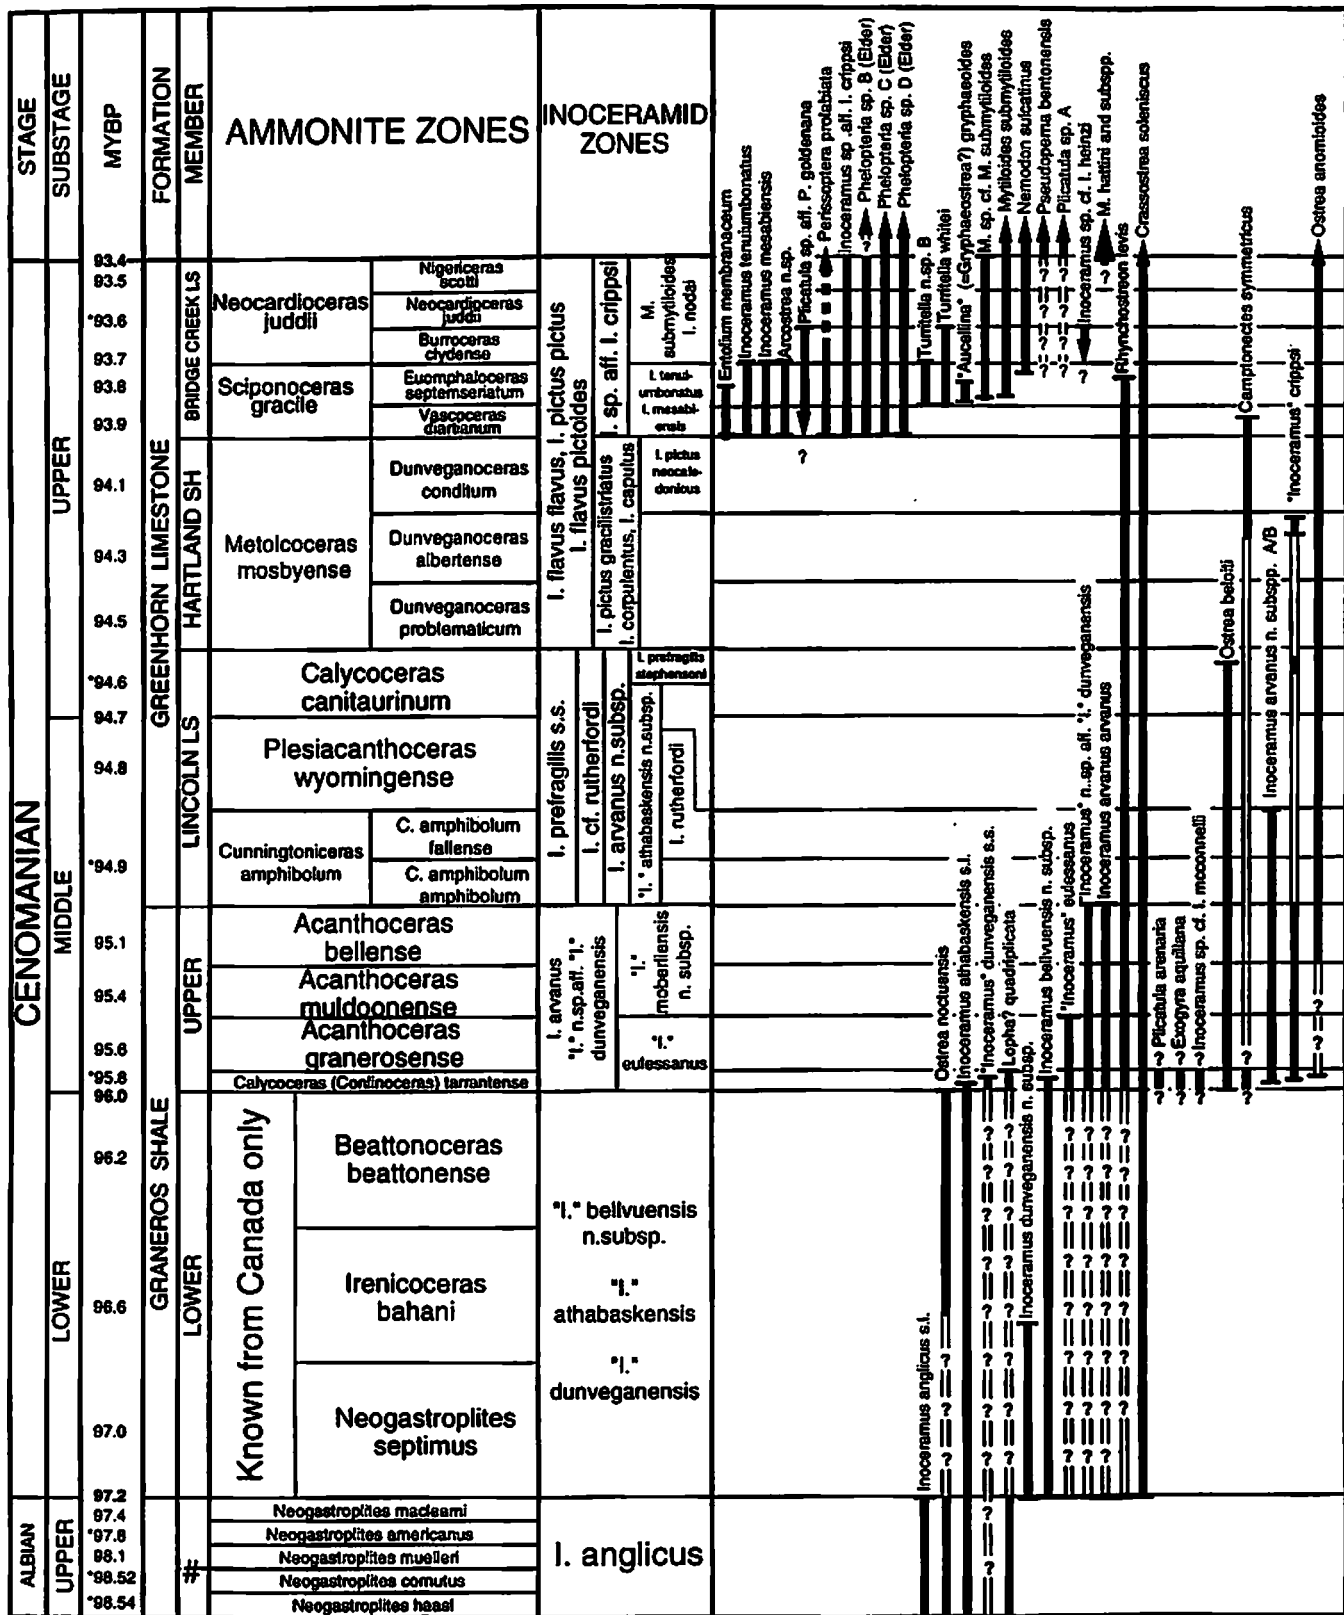 STAGE
SUBSTAGE
MYBP
FORMATION
MEMBER
AMMONITE ZONES
INOCERAMID
ZONES
CENOMANIAN
ALBIAN
UPPER
MIDDLE
LOWER
UPPER
93.4
93.5
*93.6
93.7
93.8
93.9
94.1
94.3
94.5
*94.6
94.7
94.8
*94.9
95.1
95.4
95.6
*95.8
96.0
96.2
96.6
97.0
97.2
97.4
*97.8
98.1
*98.52
*98.54
GREENHORN LIMESTONE
GRANEROS SHALE
BRIDGE CREEK LS
HARTLAND SH
LINCOLN LS
UPPER
LOWER
#
Neocardioceras
juddii
Nigericeras
scotti
Neocardioceras
juddii
Burroceras
clydense
Sciponoceras
gracile
Euomphaloceras
septemseriatum
Vascoceras
diartianum
Metolcoceras
mosbyense
Dunveganoceras
conditum
Dunveganoceras
albertense
Dunveganoceras
problematicum
Calycoceras
canitaurinum
Plesiacanthoceras
wyomingense
Cunningtoniceras
amphibolum
C. amphibolum
fallense
C. amphibolum
amphibolum
Acanthoceras
bellense
Acanthoceras
muldoonense
Acanthoceras
granerosense
Calycoceras (Conlinoceras) tarrantense
Known from Canada only
Beattonoceras
beattonense
Irenicoceras
bahani
Neogastroplites
septimus
Neogastroplites macleami
Neogastroplites americanus
Neogastroplites muelleri
Neogastroplites cornutus
Neogastroplites haasi
I. flavus flavus, I. pictus pictus
I. flavus pictoides
I. sp. aff. I. crippsi
M. submytiloides
I. nodai
I. tenui-
umbonatus
I. mesabi-
ensis
I. pictus gracilistriatus
I. corpulentus, I. capulus
I. pictus
neocale-
donicus
I. prefragilis s.s.
I. cf. rutherfordi
I. arvanus n.subsp.
I. prefragilis
stephensoni
"I." athabaskensis n.subsp.
I. rutherfordi
I. arvanus
"I." n.sp.aff. "I."
dunveganensis
"I."
moberliensis
n. subsp.
"I."
eulessanus
"I." bellvuensis
n.subsp.
"I."
athabaskensis
"I."
dunveganensis
I. anglicus
Entolium membranaceum
Inoceramus tenuiumbonatus
Inoceramus mesabiensis
Arcostrea n.sp.
Plicatula sp. aff. P. goldenana
?
Perissoptera prolabiata
Inoceramus sp .aff. I. crippsi
Phelopteria sp. B (Elder)
?
Phelopteria sp. C (Elder)
Phelopteria sp. D (Elder)
Turritella n.sp. B
Turritella whitei
"Aucellina" (=Gryphaeostrea?) gryphaeoides
M. sp. cf. M. submytiloides
Mytiloides submytiloides
Nemodon sulcatinus
Pseudoperna bentonensis
? ? ? ?
Plicatula sp. A
? ? ? ?
Inoceramus sp. cf. I. heinzi
?
M. hattini and subspp.
?
Rhynchostreon levis
? ? ? ? ? ? ? ?
Crassostrea soleniscus
Inoceramus anglicus s.l.
Ostrea noctuensis
? ? ?
Inoceramus athabaskensis s.l.
"Inoceramus" dunveganensis s.s.
? ? ? ? ? ? ? ? ?
Lopha? quadriplicata
? ? ? ? ? ? ? ?
Inoceramus dunveganensis n. subsp.
Inoceramus bellvuensis n. subsp.
"Inoceramus" eulessanus
? ? ? ? ? ? ? ?
"Inoceramus" n..sp. aff. "I." dunveganensis
? ? ? ? ? ? ? ?
Inoceramus arvanus arvanus
? ? ? ? ? ? ? ?
? Plicatula arenaria
?
? Exogyra aquillana
?
? Inoceramus sp. cf. I. mcconnelli
?
Ostrea beloiti
Camptonectes symmetricus
?
?
Inoceramus arvanus n. subspp. A/B
"Inoceramus" crippsi
Ostrea anomioides
?
?